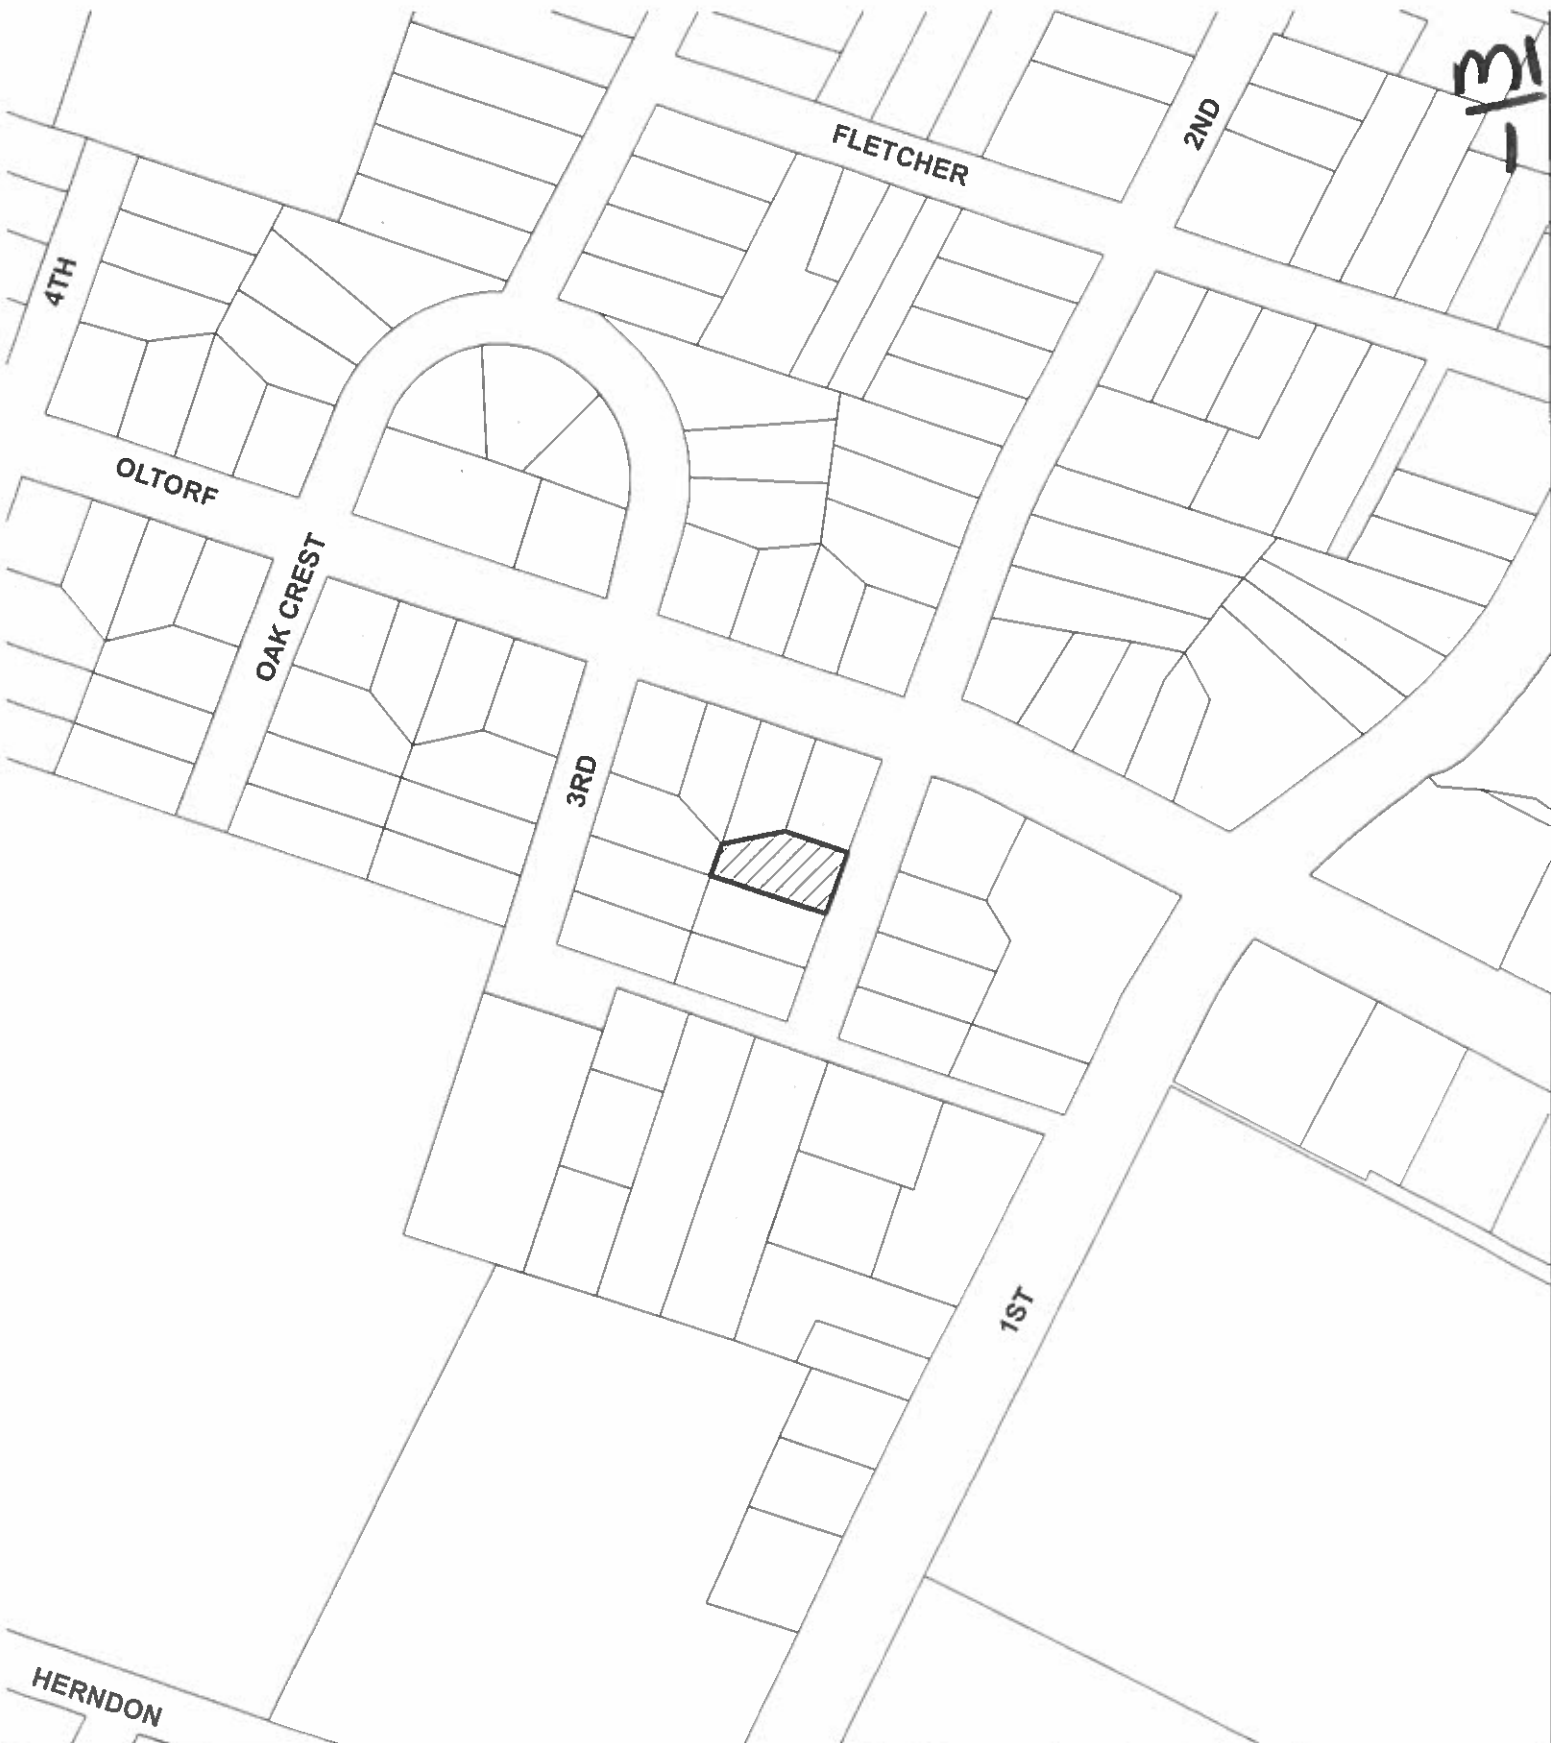 FLETCHER
2ND
4TH
OLTORF
OAK CREST
3RD
1ST
HERNDON